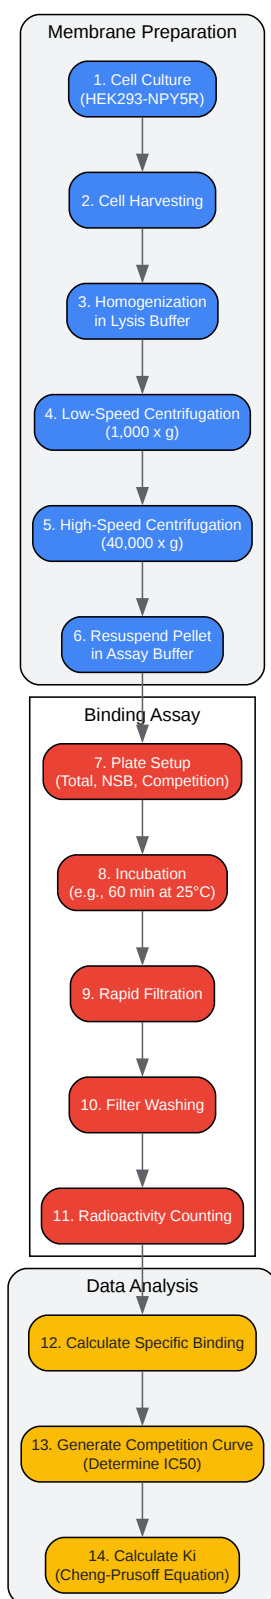 Membrane Preparation
1. Cell Culture
(HEK293-NPY5R)
2. Cell Harvesting
3. Homogenization
in Lysis Buffer
4. Low-Speed Centrifugation
(1,000 x g)
5. High-Speed Centrifugation
(40,000 x g)
6. Resuspend Pellet
in Assay Buffer
Binding Assay
7. Plate Setup
(Total, NSB, Competition)
8. Incubation
(e.g., 60 min at 25°C)
9. Rapid Filtration
10. Filter Washing
11. Radioactivity Counting
Data Analysis
12. Calculate Specific Binding
13. Generate Competition Curve
(Determine IC50)
14. Calculate Ki
(Cheng-Prusoff Equation)